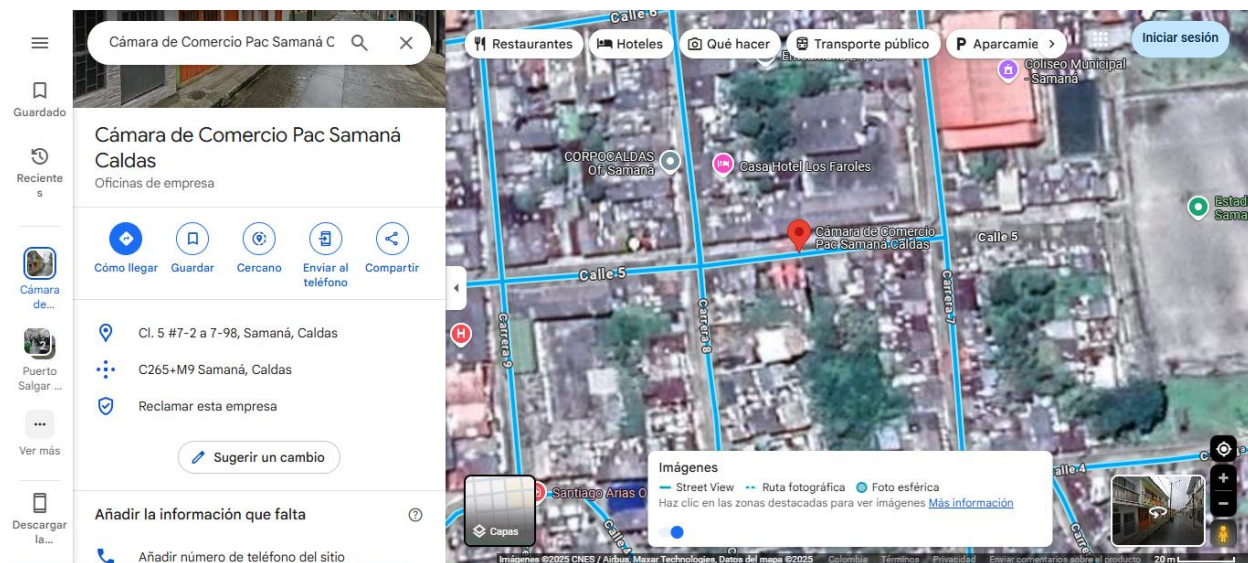 Guardado
Reciente
s
Cámara
de...
2
Puerto
Salgar ...
Ver más
Descargar
la...
Cámara de Comercio Pac Samaná C
Cámara de Comercio Pac Samaná
Caldas
Oficinas de empresa
Cómo llegar
Guardar
Cercano
Enviar al
teléfono
Compartir
Cl. 5 #7-2 a 7-98, Samaná, Caldas
C265+M9 Samaná, Caldas
Reclamar esta empresa
Sugerir un cambio
Añadir la información que falta
Añadir número de teléfono del sitio
Restaurantes
Hoteles
Qué hacer
Transporte público
P Aparcamie
Iniciar sesión
Calle 6
Coliseo Municipal
- Samaná
CORPOCALDAS
Of. Samaná
Casa Hotel Los Faroles
Estadi
Sama
Cámara de Comercio
Pac Samaná Caldas
Calle 5
Calle 5
H
Carrera 9
Carrera 8
Carrera 7
Santiago Arias O
Calle 4
alle 4
Carre
Capas
Imágenes
Street View
Ruta fotográfica
Foto esférica
Haz clic en las zonas destacadas para ver imágenes Más información
Imágenes ©2025 CNES / Airbus, Maxar Technologies, Datos del mapa ©2025
Colombia
Términos
Privacidad
Enviar comentarios sobre el producto
20 m